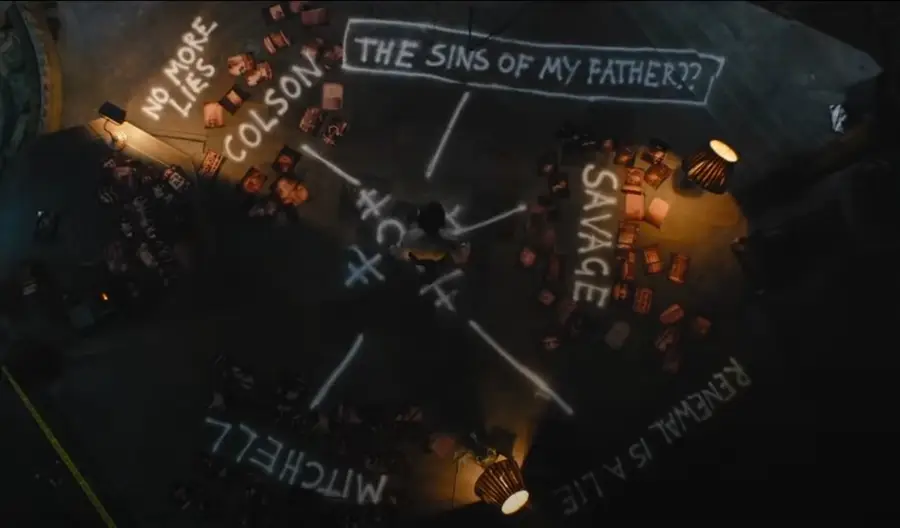 NO MORE
LIES
COLSON
THE SINS OF MY FATHER??
SAVAGE
MITCHELL
RENEWAL IS A LIE